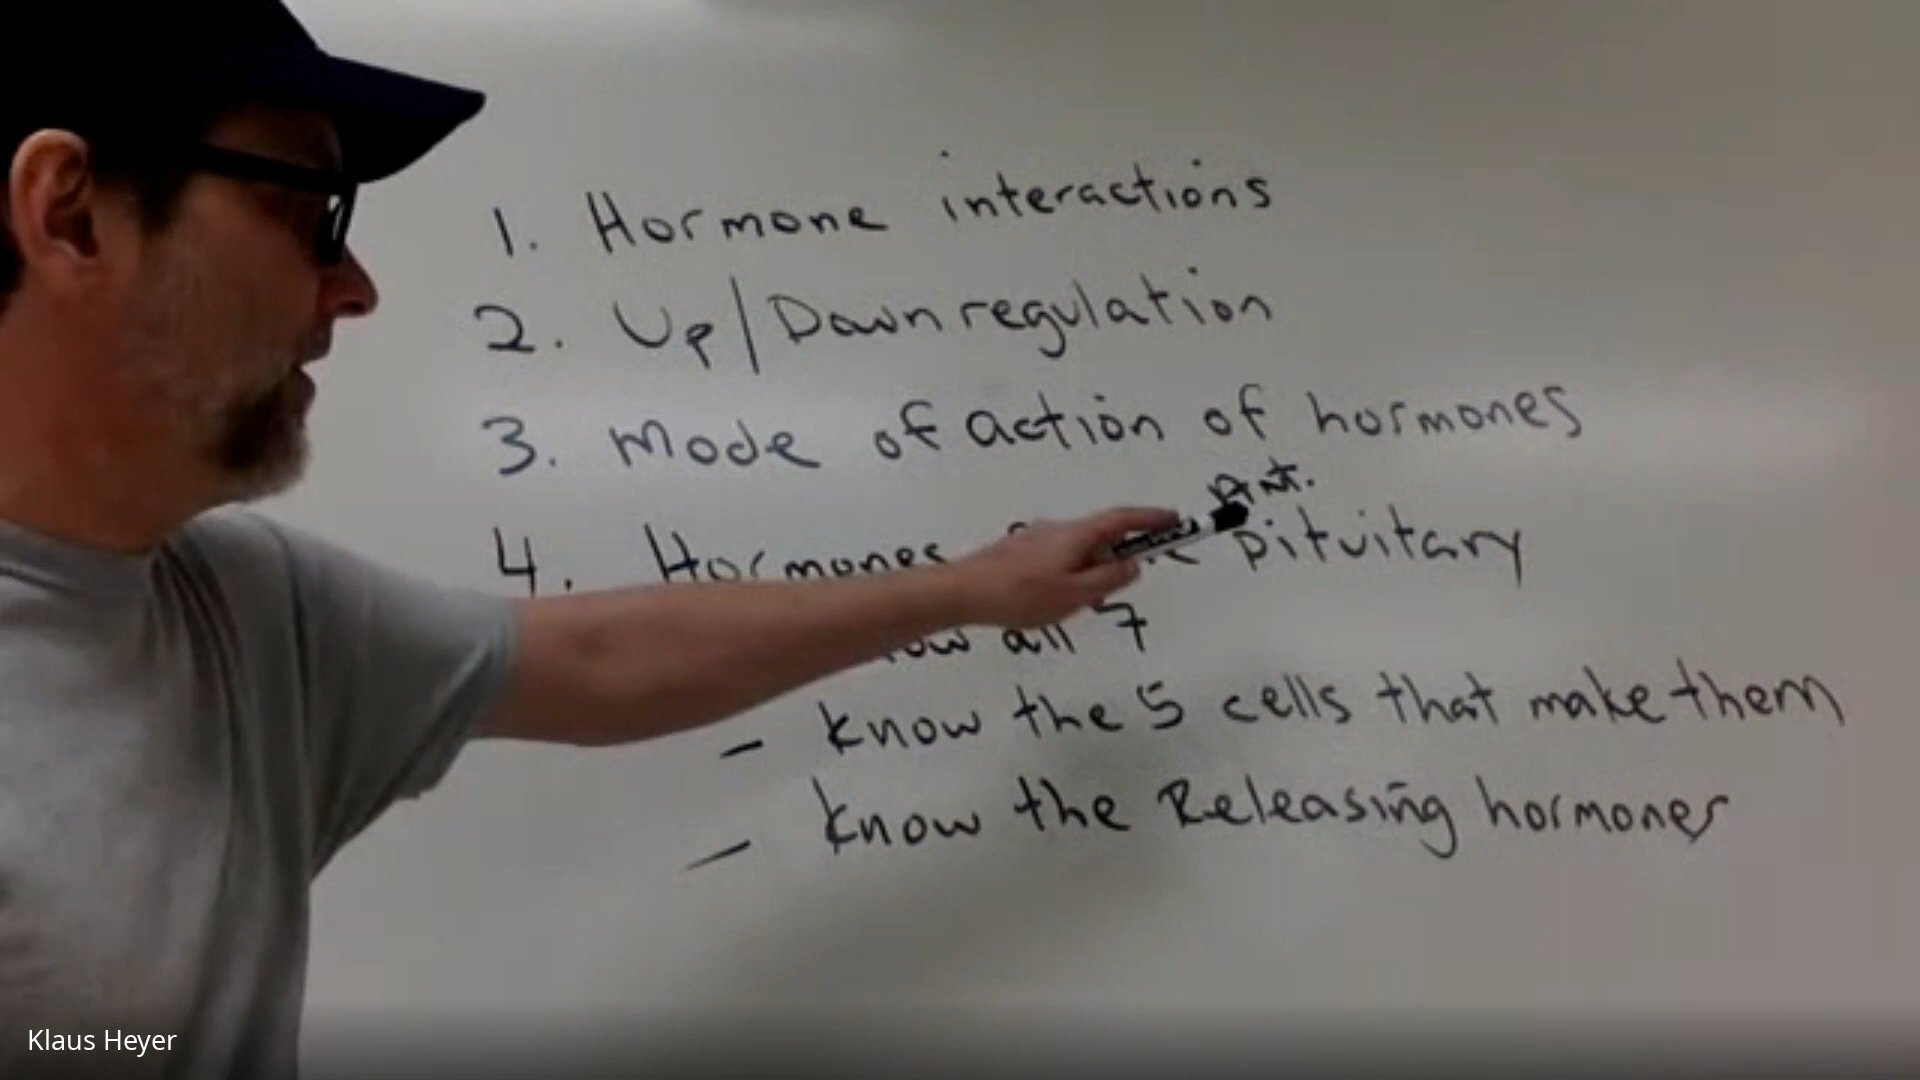 1. Hormone interactions
2. Up/Down regulation
3. Mode of action of hormones
Ant.
4. Hormones pituitary
all 7
- know the 5 cells that make them
- know the Releasing hormones
Klaus Heyer